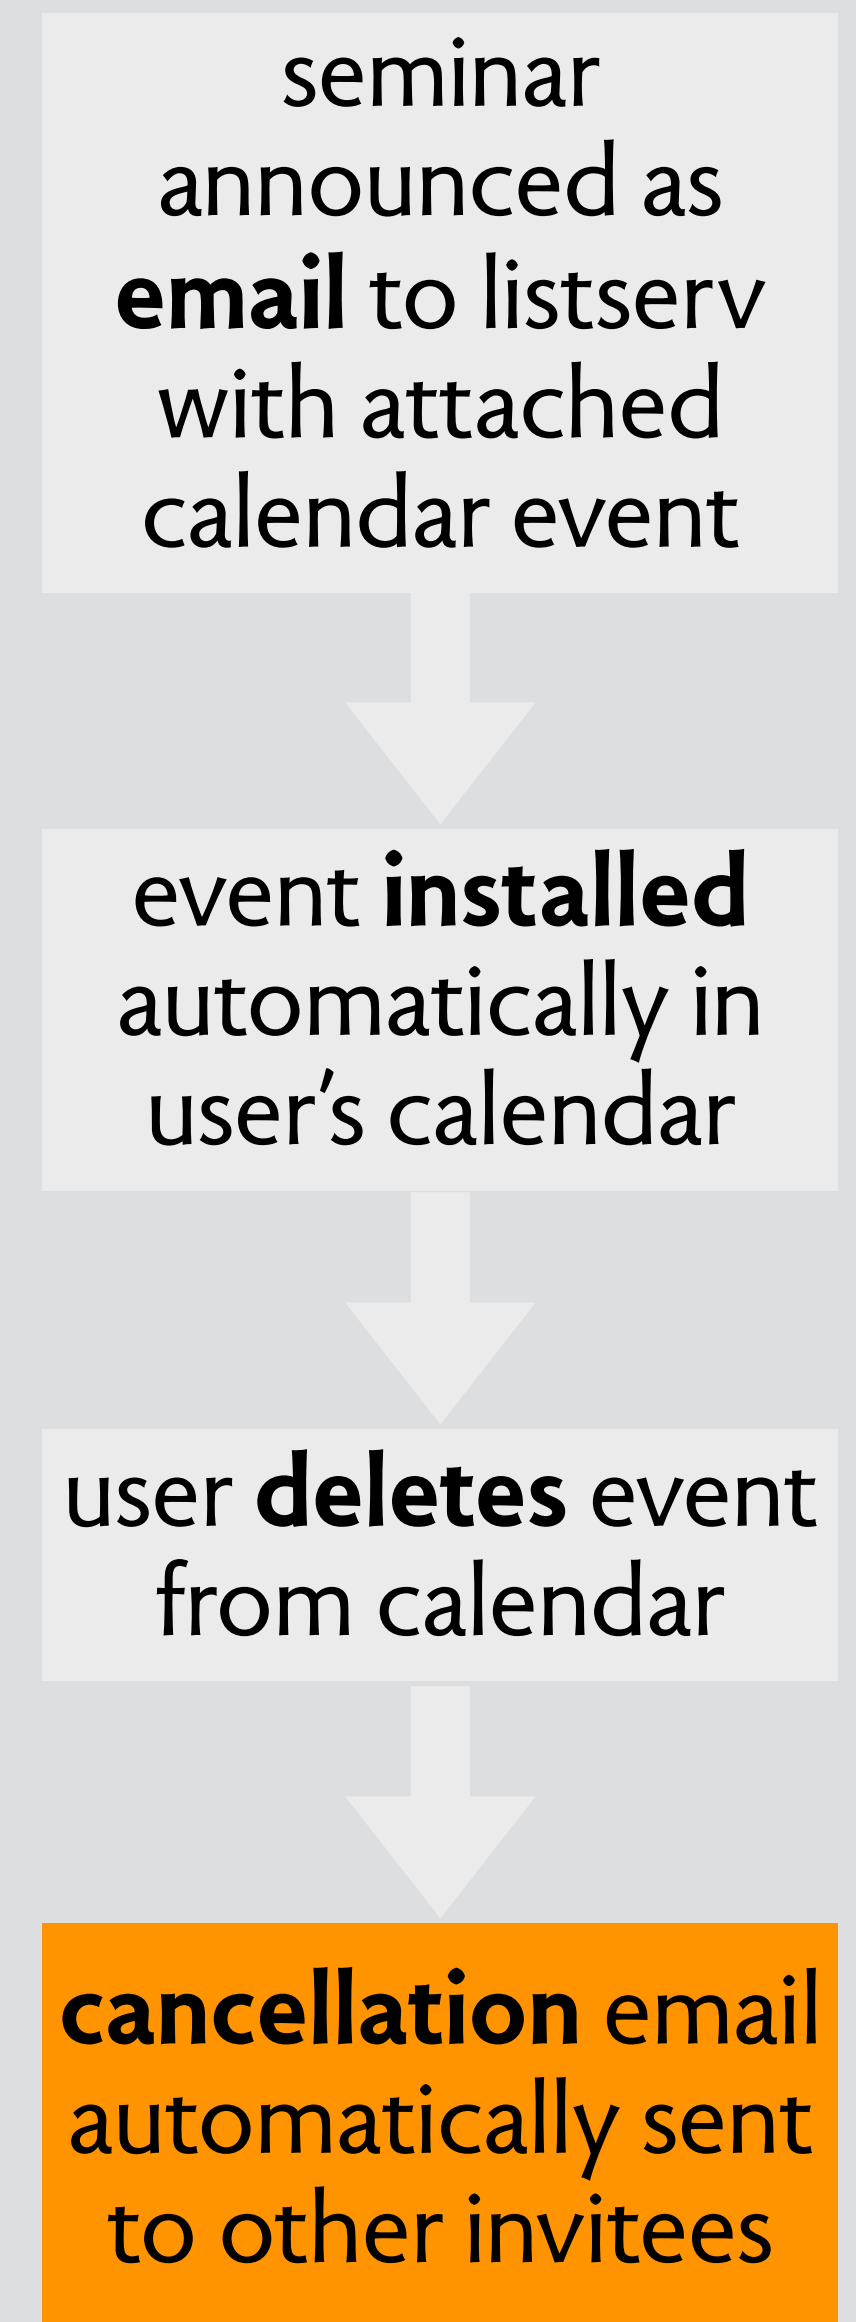 seminar
announced as
email to listserv
with attached
calendar event
event installed
automatically in
user’s calendar
user deletes event
from calendar
cancellation email
automatically sent
to other invitees